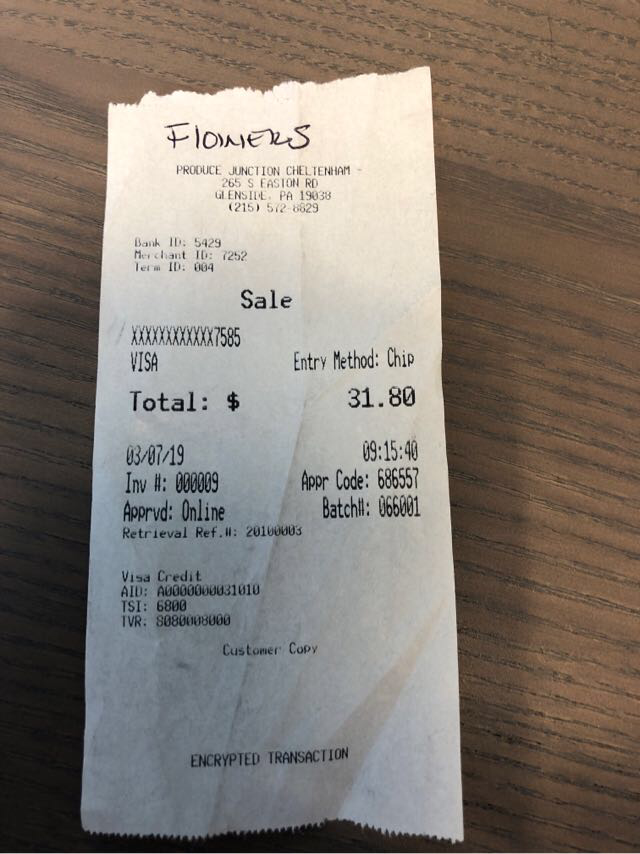 Flowers
PRODUCE JUNCTION CHELTENHAM -
265 S EASTON RD
GLENSIDE, PA 19038
(215) 572-8829
Bank ID: 5429
Merchant ID: 7252
Term ID: 004
Sale
XXXXXXXXXXXX7585
VISA Entry Method: Chip
Total: $ 31.80
03/07/19 09:15:40
Inv #: 000009 Appr Code: 686557
Apprvd: Online Batch#: 066001
Retrieval Ref.#: 20100003
Visa Credit
AID: A0000000031010
TSI: 6800
TVR: 8080008000
Customer Copy
ENCRYPTED TRANSACTION